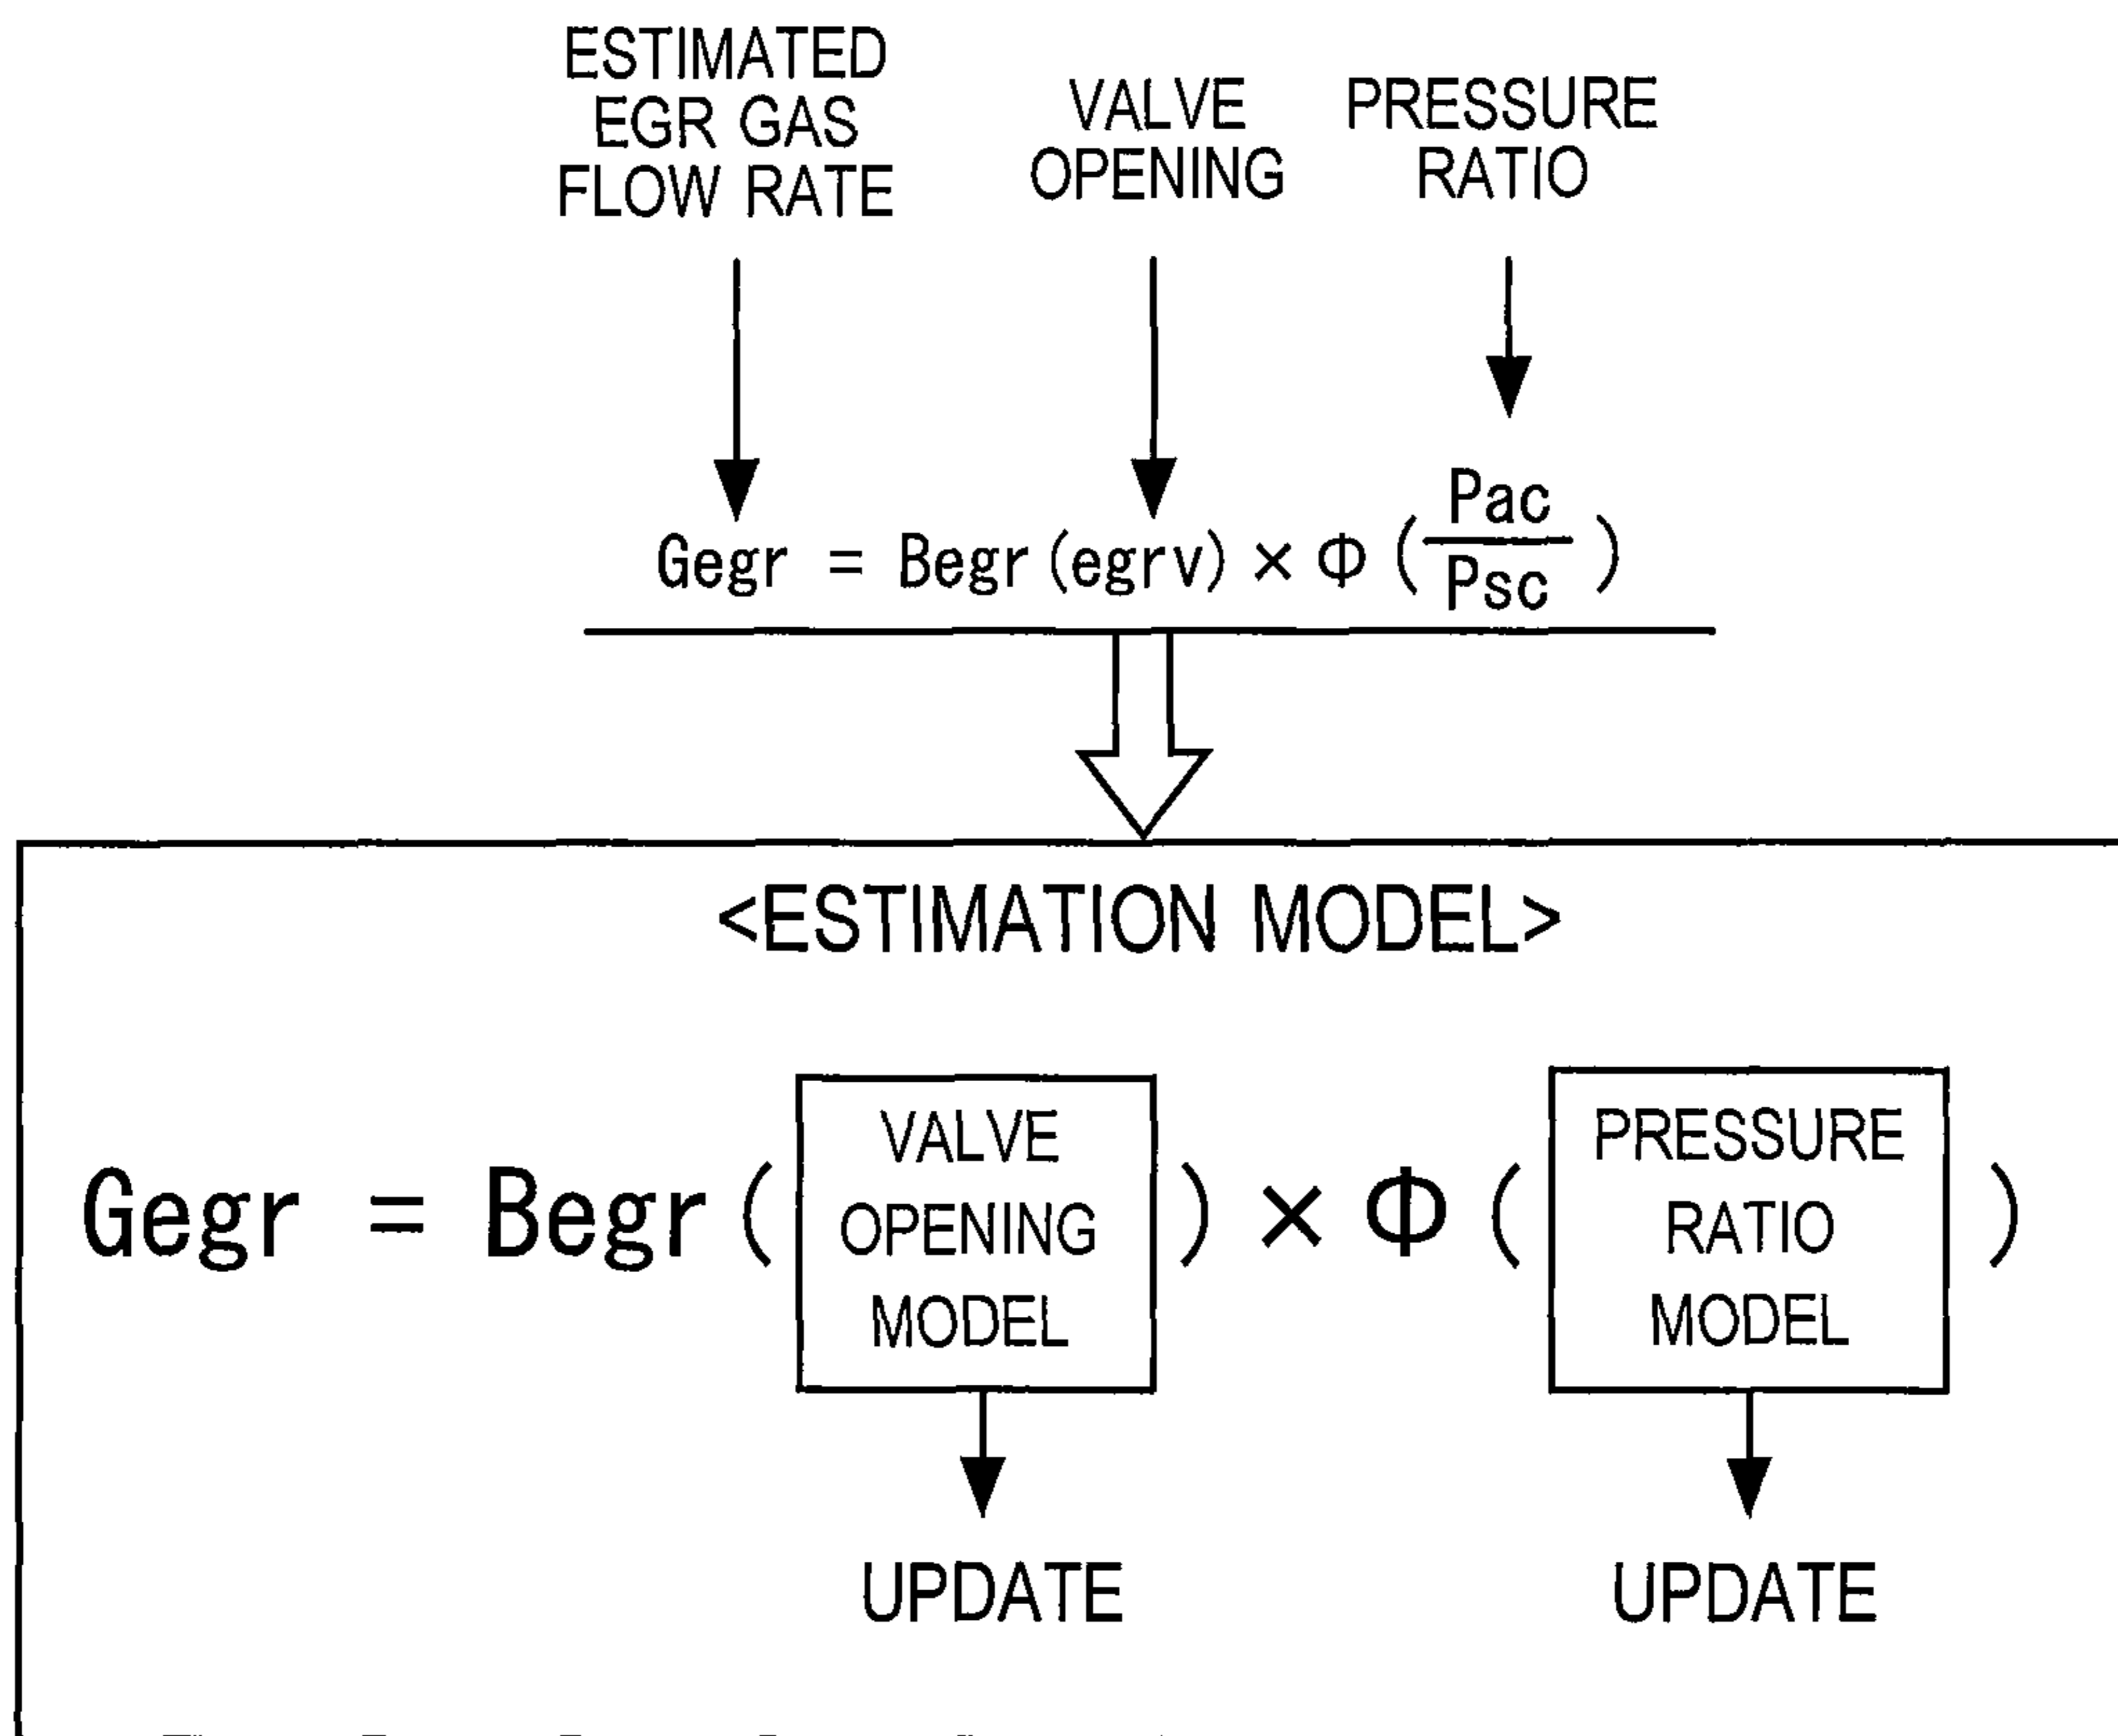 ESTIMATED
EGR GAS
FLOW RATE
VALVE
OPENING
PRESSURE
RATIO
Gegr = Begr(egrv) × Φ(Pac/Psc)
<ESTIMATION MODEL>
Gegr = Begr( VALVE OPENING MODEL ) × Φ( PRESSURE RATIO MODEL )
UPDATE
UPDATE